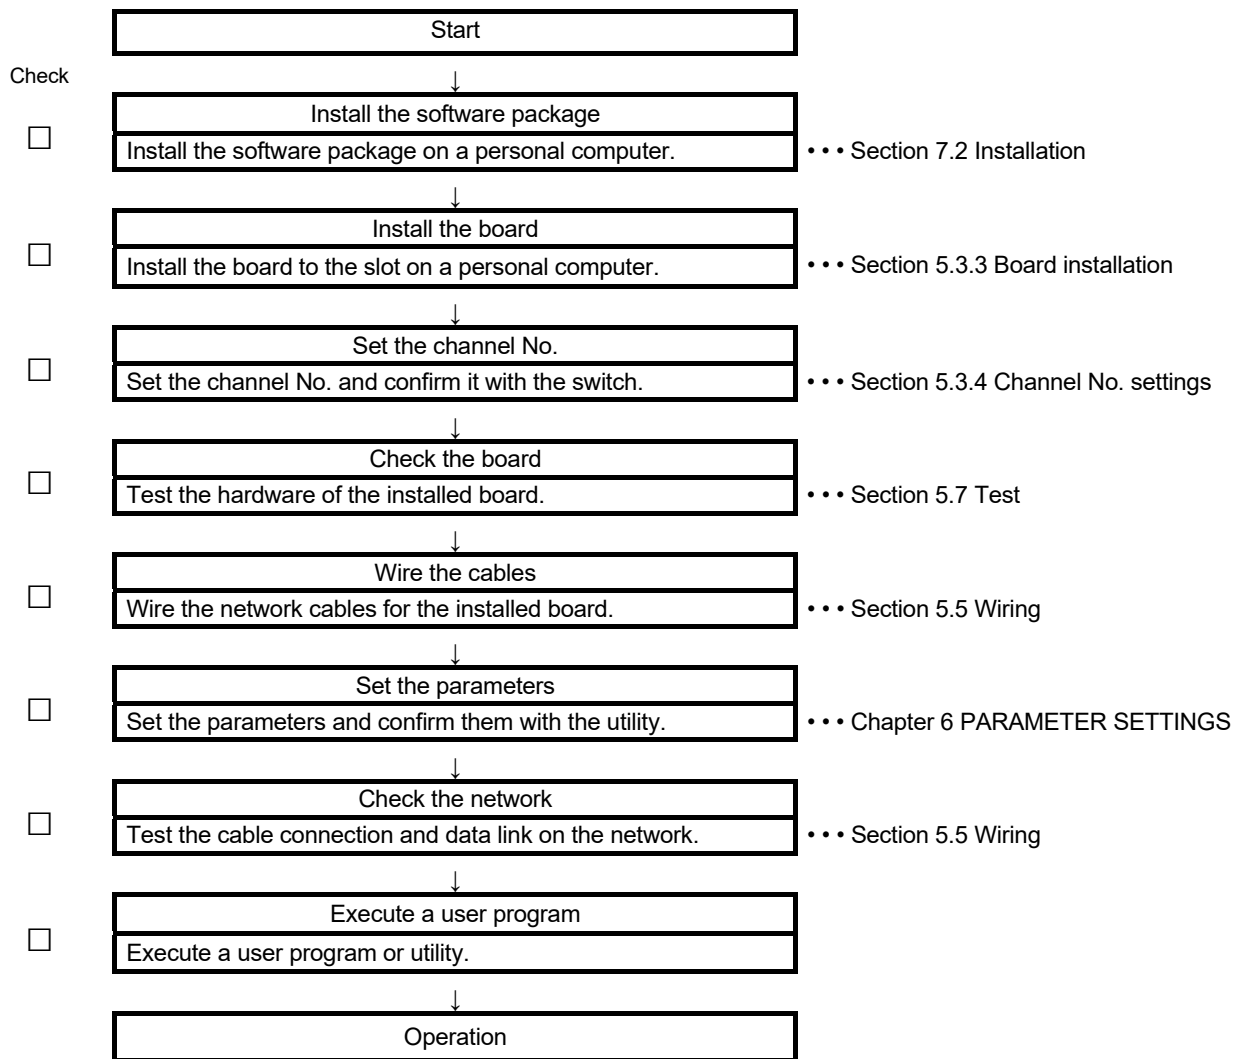 Start
Check
↓
Install the software package
☐
Install the software package on a personal computer. • • • Section 7.2 Installation
↓
Install the board
☐
Install the board to the slot on a personal computer. • • • Section 5.3.3 Board installation
↓
Set the channel No.
☐
Set the channel No. and confirm it with the switch. • • • Section 5.3.4 Channel No. settings
↓
Check the board
☐
Test the hardware of the installed board. • • • Section 5.7 Test
↓
Wire the cables
☐
Wire the network cables for the installed board. • • • Section 5.5 Wiring
↓
Set the parameters
☐
Set the parameters and confirm them with the utility. • • • Chapter 6 PARAMETER SETTINGS
↓
Check the network
☐
Test the cable connection and data link on the network. • • • Section 5.5 Wiring
↓
Execute a user program
☐
Execute a user program or utility.
↓
Operation